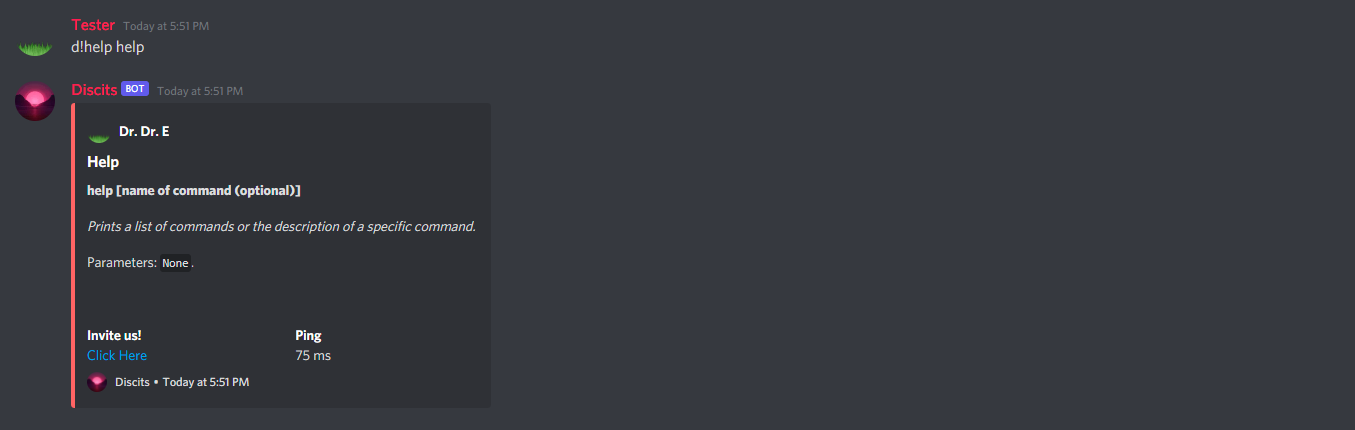 Tester Today at 5:51 PM
d!help help
Discits BOT Today at 5:51 PM
Dr. Dr. E
Help
help [name of command (optional)]
Prints a list of commands or the description of a specific command.
Parameters: None.
Invite us! Ping
Click Here 75 ms
Discits • Today at 5:51 PM